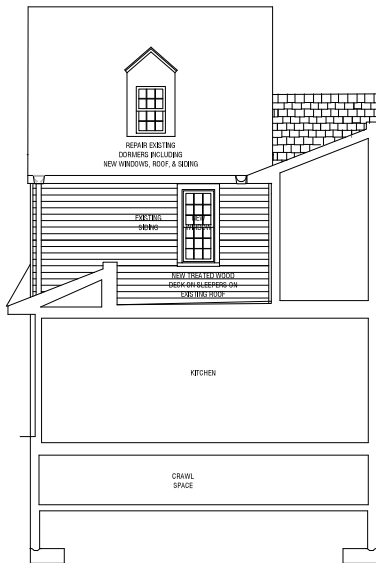 REPAIR EXISTING
DORMERS INCLUDING
NEW WINDOWS, ROOF, & SIDING
EXISTING
SIDING
NEW
WINDOW
NEW TREATED WOOD
DECK ON SLEEPERS ON
EXISTING ROOF
KITCHEN
CRAWL
SPACE